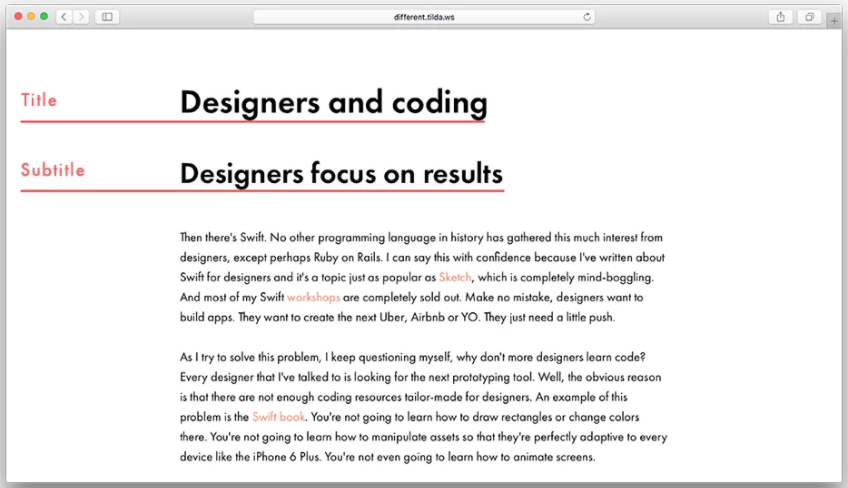 different.tilda.ws
Title
Designers and coding
Subtitle
Designers focus on results
Then there's Swift. No other programming language in history has gathered this much interest from
designers, except perhaps Ruby on Rails. I can say this with confidence because I've written about
Swift for designers and it's a topic just as popular as Sketch, which is completely mind-boggling.
And most of my Swift workshops are completely sold out. Make no mistake, designers want to
build apps. They want to create the next Uber, Airbnb or YO. They just need a little push.
As I try to solve this problem, I keep questioning myself, why don't more designers learn code?
Every designer that I've talked to is looking for the next prototyping tool. Well, the obvious reason
is that there are not enough coding resources tailor-made for designers. An example of this
problem is the Swift book. You're not going to learn how to draw rectangles or change colors
there. You're not going to learn how to manipulate assets so that they're perfectly adaptive to every
device like the iPhone 6 Plus. You're not even going to learn how to animate screens.